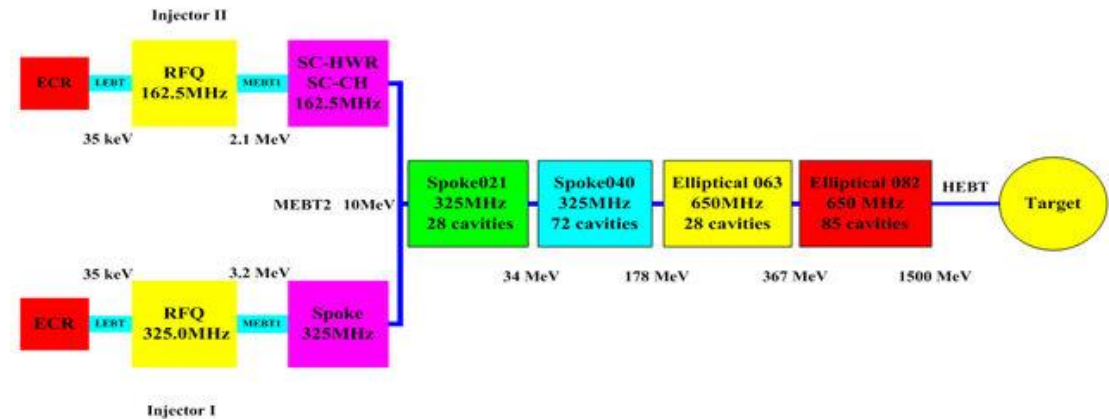 Injector II
ECR
LEBT
RFQ
162.5MHz
MEBT1
SC-HWR
SC-CH
162.5MHz
35 keV
2.1 MeV
MEBT2 10MeV
Spoke021
325MHz
28 cavities
Spoke040
325MHz
72 cavities
Elliptical 063
650MHz
28 cavities
Elliptical 082
650 MHz
85 cavities
HEBT
Target
34 MeV
178 MeV
367 MeV
1500 MeV
35 keV
3.2 MeV
ECR
LEBT
RFQ
325.0MHz
MEBT1
Spoke
325MHz
Injector I